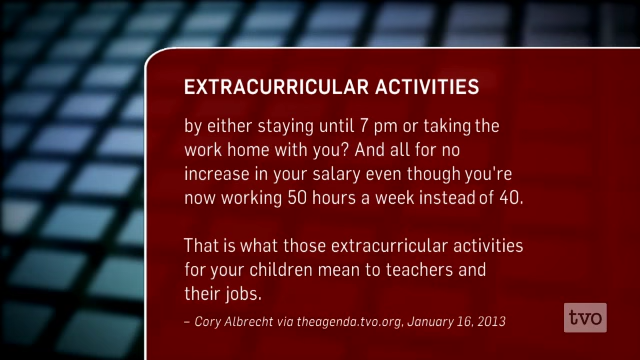 EXTRACURRICULAR ACTIVITIES
by either staying until 7 pm or taking the
work home with you? And all for no
increase in your salary even though you're
now working 50 hours a week instead of 40.
That is what those extracurricular activities
for your children mean to teachers and
their jobs.
– Cory Albrecht via theagenda.tvo.org, January 16, 2013
tvo